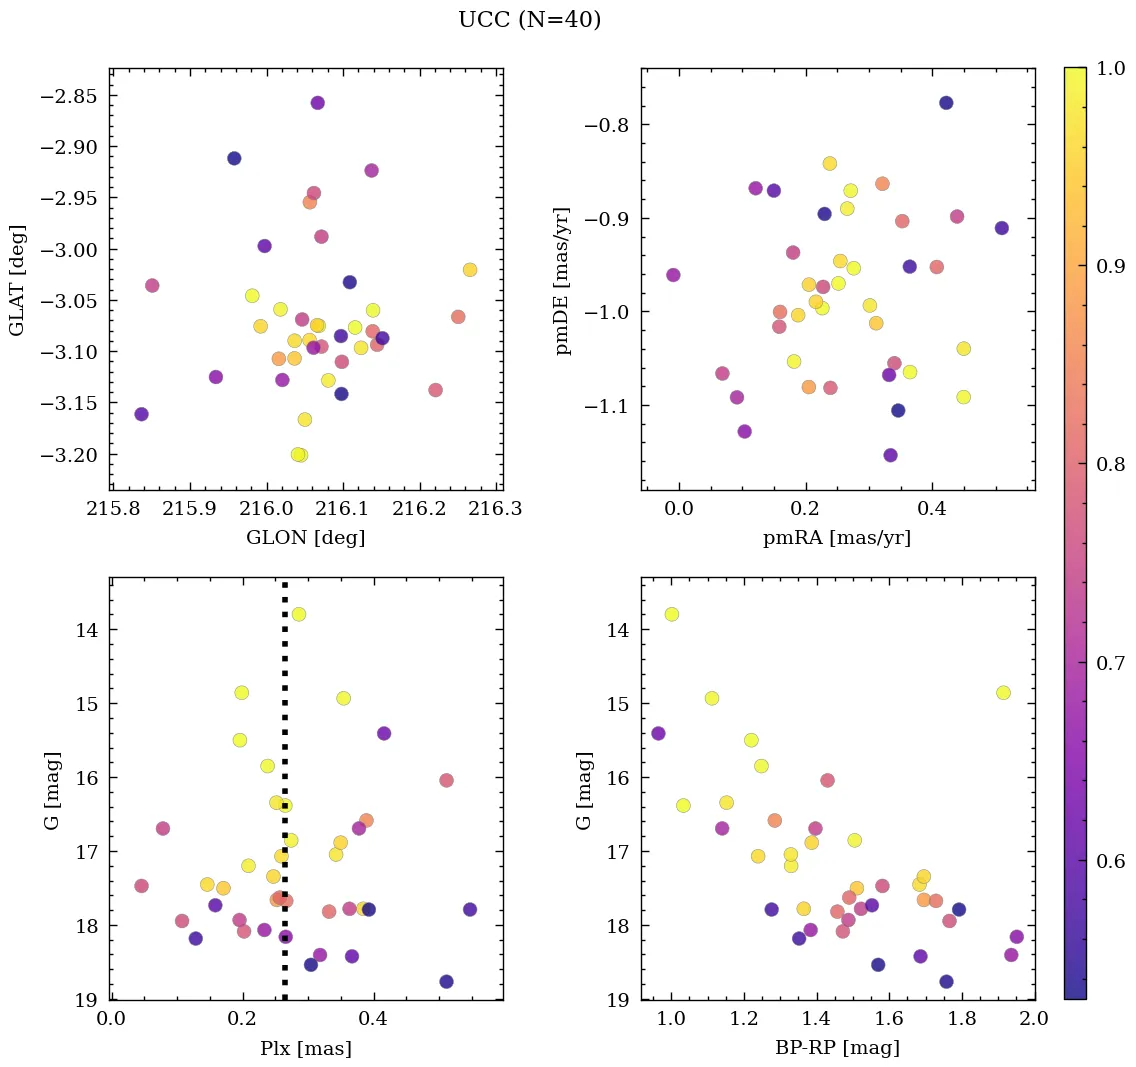 UCC (N=40)
−2.85
−2.90
−2.95
−3.00
−3.05
−3.10
−3.15
−3.20
GLAT [deg]
215.8 215.9 216.0 216.1 216.2 216.3
GLON [deg]
−0.8
−0.9
−1.0
−1.1
pmDE [mas/yr]
0.0 0.2 0.4
pmRA [mas/yr]
14
15
16
17
18
19
G [mag]
0.0 0.2 0.4
Plx [mas]
14
15
16
17
18
19
G [mag]
1.0 1.2 1.4 1.6 1.8 2.0
BP-RP [mag]
1.0
0.9
0.8
0.7
0.6